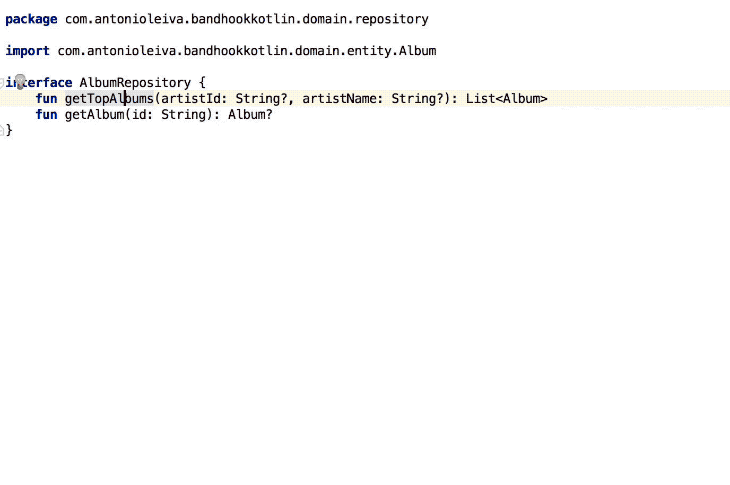 package com.antonioleiva.bandhookkotlin.domain.repository
import com.antonioleiva.bandhookkotlin.domain.entity.Album
interface AlbumRepository {
fun getTopAlbums(artistId: String?, artistName: String?): List<Album>
fun getAlbum(id: String): Album?
}